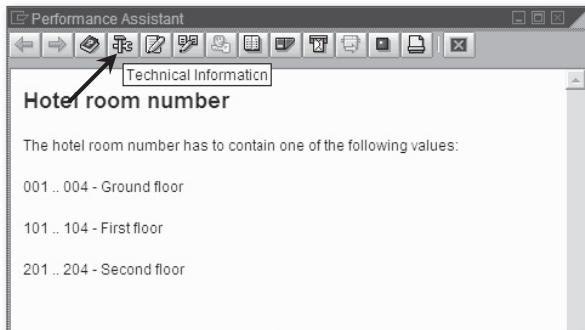 Performance Assistant
Technical Information
Hotel room number
The hotel room number has to contain one of the following values:
001 .. 004 - Ground floor
101 .. 104 - First floor
201 .. 204 - Second floor